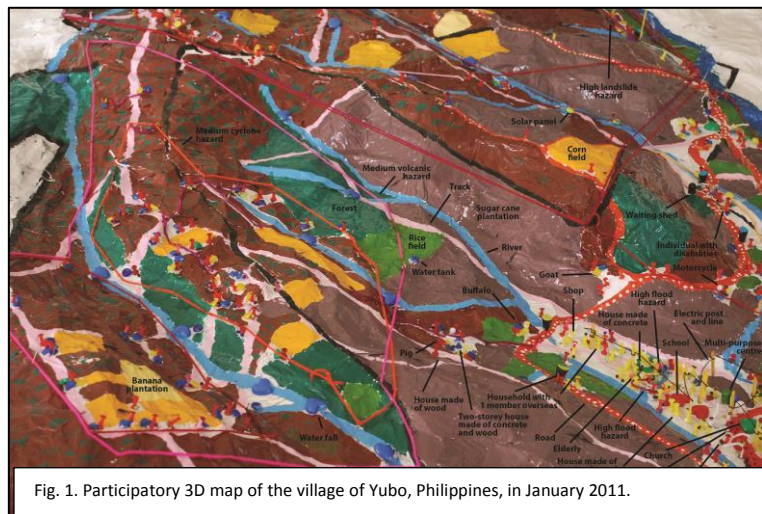 High landslide
hazard
Solar panel
Medium cyclone
hazard
Corn
field
Medium volcanic
hazard
Track
Forest
Sugar cane
plantation
Waiting shed
Rice
field
River
Individual with
disabilities
Water tank
Goat
Motorcycle
Buffalo
Shop
High flood
hazard
House made
of concrete
Electric post
and line
School
Multi-purpose
centre
Pig
House made
of wood
Two-storey house
made of concrete
and wood
Household with
1 member overseas
Banana
plantation
Water fall
Road
Elderly
High flood
hazard
House made of
Church
Fig. 1. Participatory 3D map of the village of Yubo, Philippines, in January 2011.